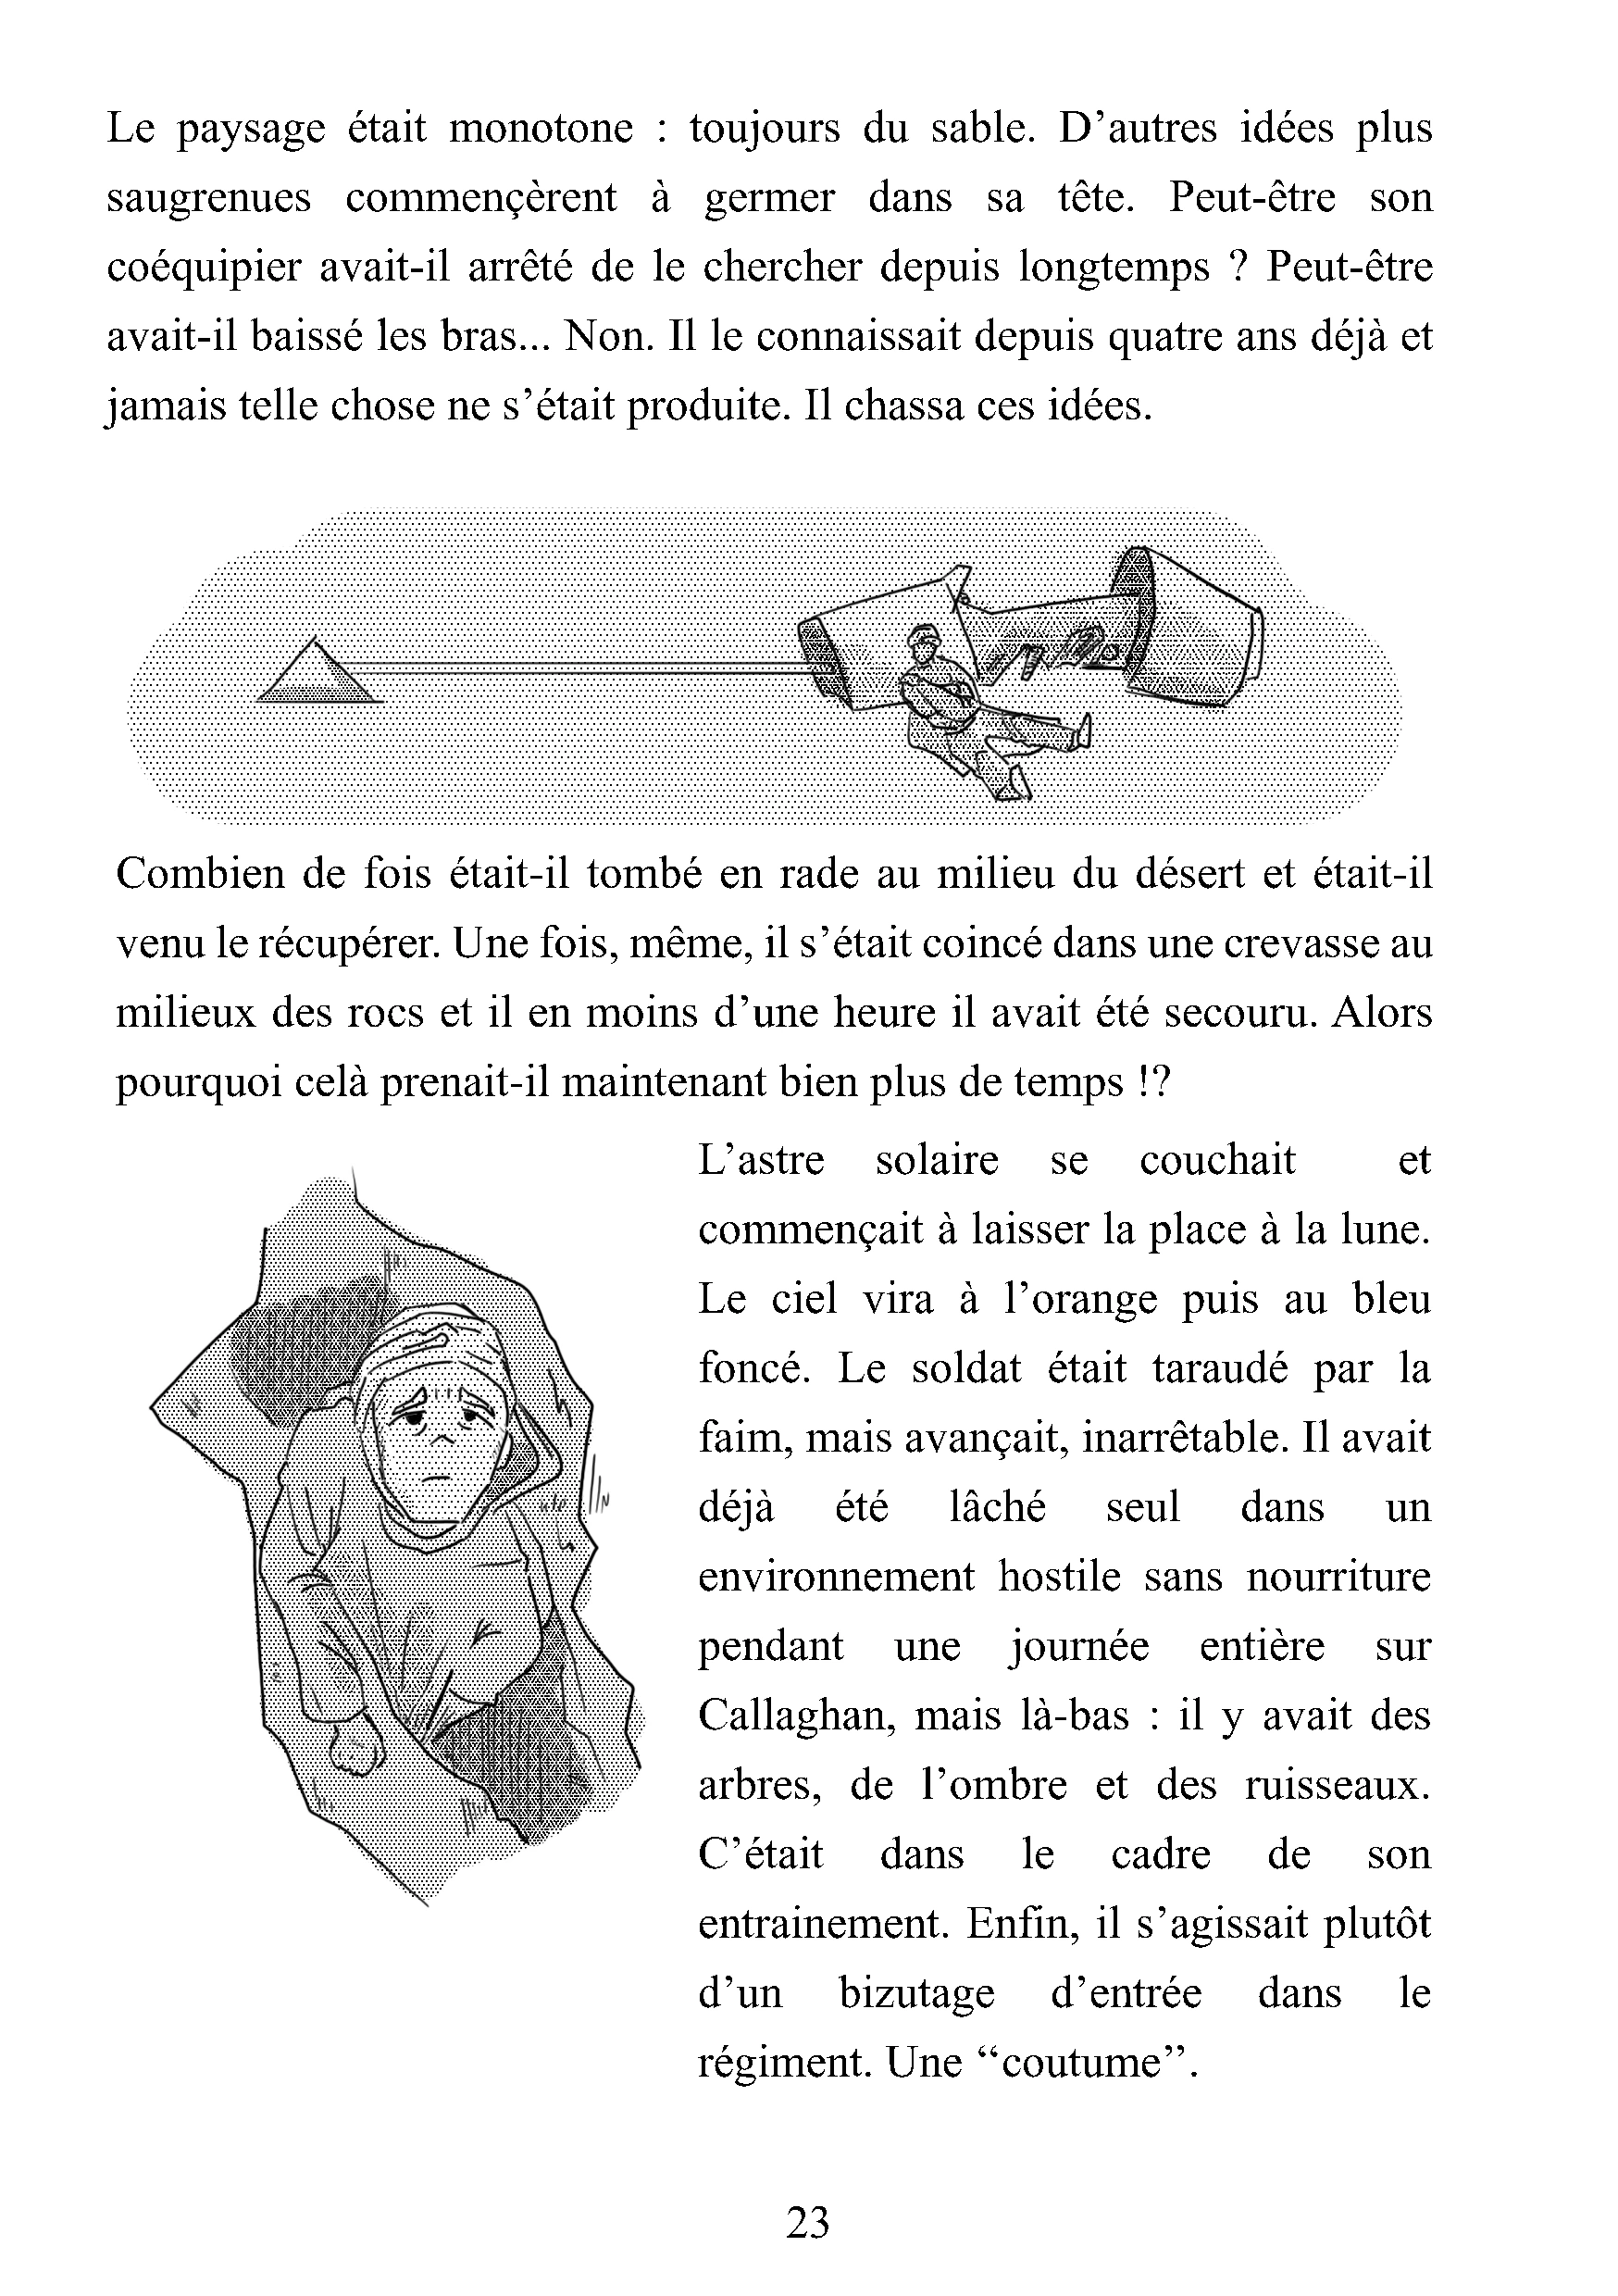 Le paysage était monotone : toujours du sable. D’autres idées plus
saugrenues commençèrent à germer dans sa tête. Peut-être son
coéquipier avait-il arrêté de le chercher depuis longtemps ? Peut-être
avait-il baissé les bras... Non. Il le connaissait depuis quatre ans déjà et
jamais telle chose ne s’était produite. Il chassa ces idées.
Combien de fois était-il tombé en rade au milieu du désert et était-il
venu le récupérer. Une fois, même, il s’était coincé dans une crevasse au
milieux des rocs et il en moins d’une heure il avait été secouru. Alors
pourquoi celà prenait-il maintenant bien plus de temps !?
L’astre solaire se couchait et
commençait à laisser la place à la lune.
Le ciel vira à l’orange puis au bleu
foncé. Le soldat était taraudé par la
faim, mais avançait, inarrêtable. Il avait
déjà été lâché seul dans un
environnement hostile sans nourriture
pendant une journée entière sur
Callaghan, mais là-bas : il y avait des
arbres, de l’ombre et des ruisseaux.
C’était dans le cadre de son
entrainement. Enfin, il s’agissait plutôt
d’un bizutage d’entrée dans le
régiment. Une ‘‘coutume’’.
23